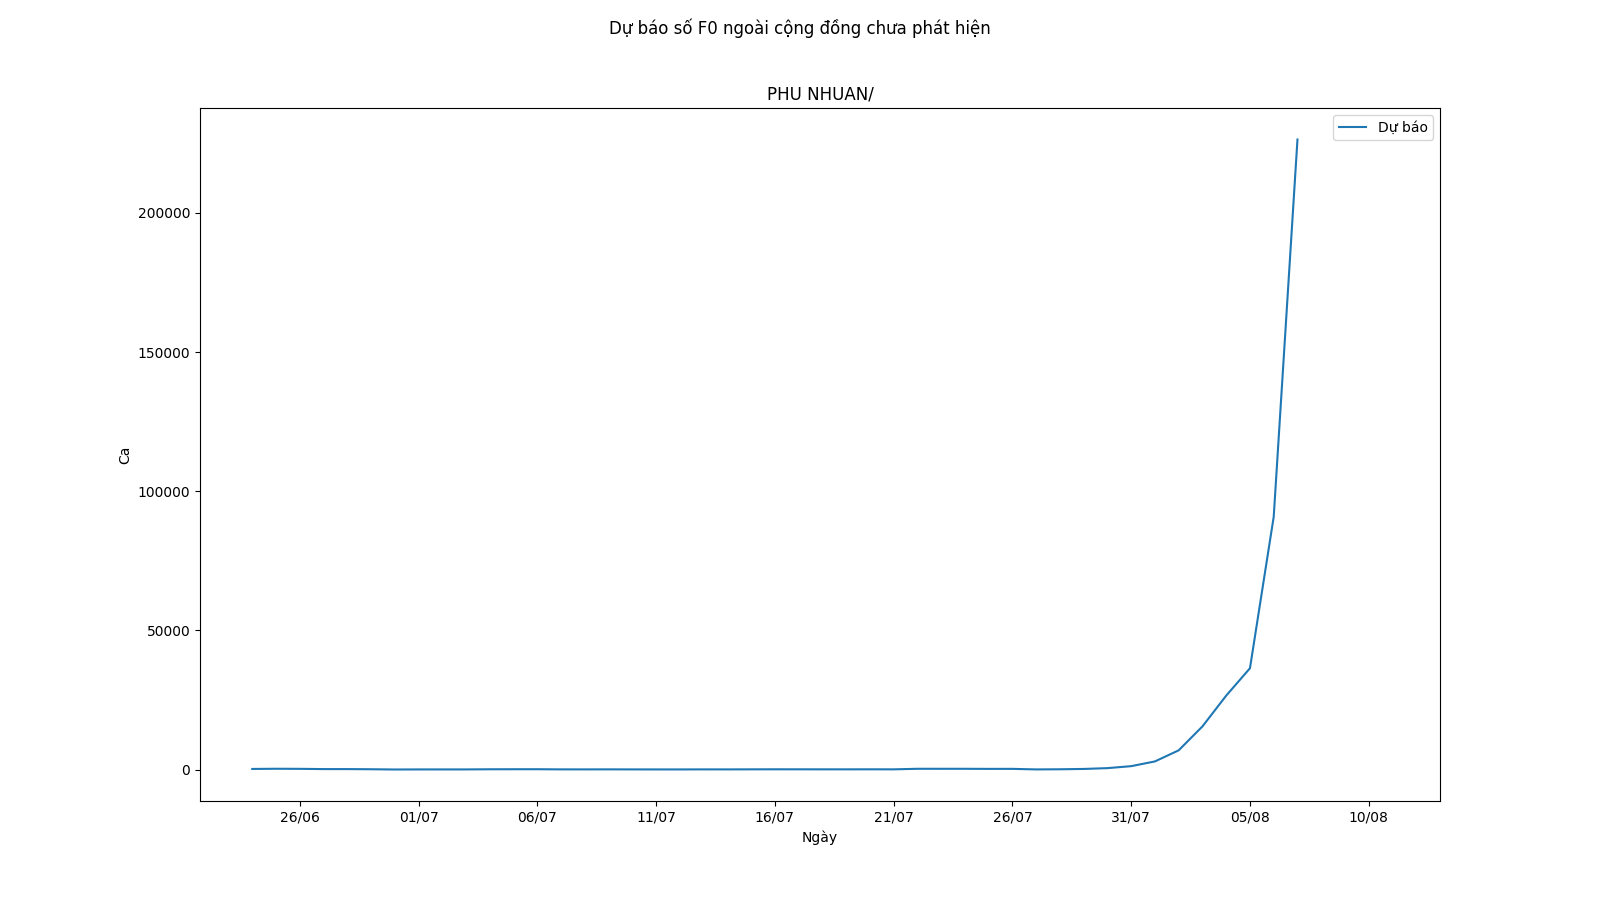 Dự báo số F0 ngoài cộng đồng chưa phát hiện
PHU NHUAN/
Dự báo
200000
150000
100000
50000
0
Ca
26/06 01/07 06/07 11/07 16/07 21/07 26/07 31/07 05/08 10/08
Ngày